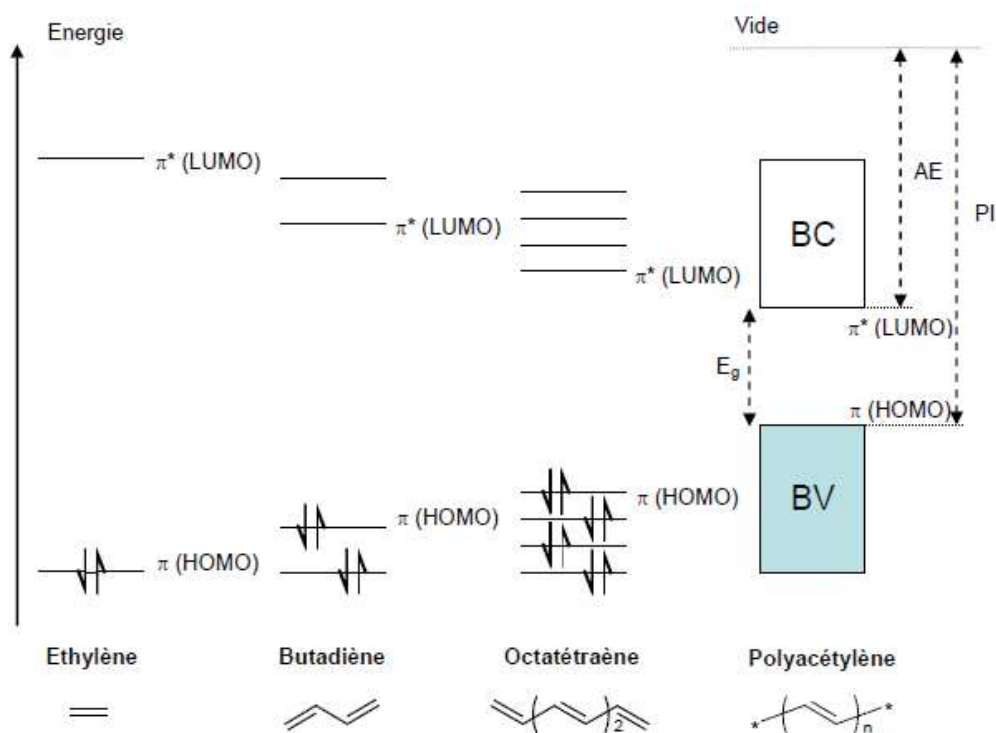 Energie
Vide
π* (LUMO)
π* (LUMO)
π* (LUMO)
BC
AE
PI
π* (LUMO)
E_g
π (HOMO)
BV
π (HOMO)
π (HOMO)
π (HOMO)
Ethylène
Butadiène
Octatétraène
Polyacétylène
2
*
n
*